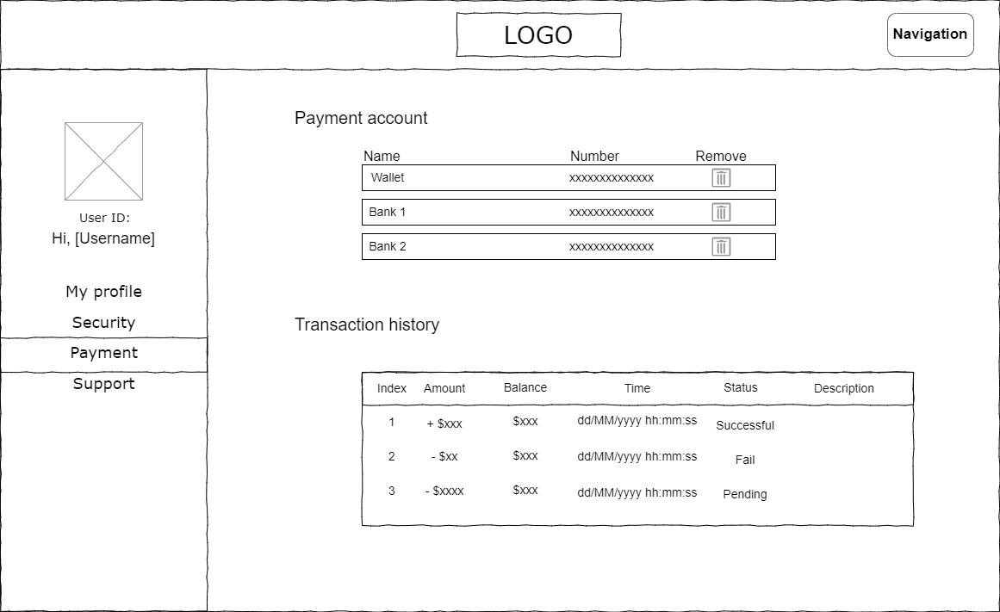 LOGO
Navigation
User ID:
Hi, [Username]
My profile
Security
Payment
Support
Payment account
Name Number Remove
Wallet xxxxxxxxxxxxxx
Bank 1 xxxxxxxxxxxxxx
Bank 2 xxxxxxxxxxxxxx
Transaction history
Index Amount Balance Time Status Description
1 + $xxx $xxx dd/MM/yyyy hh:mm:ss Successful
2 - $xx $xxx dd/MM/yyyy hh:mm:ss Fail
3 - $xxxx $xxx dd/MM/yyyy hh:mm:ss Pending